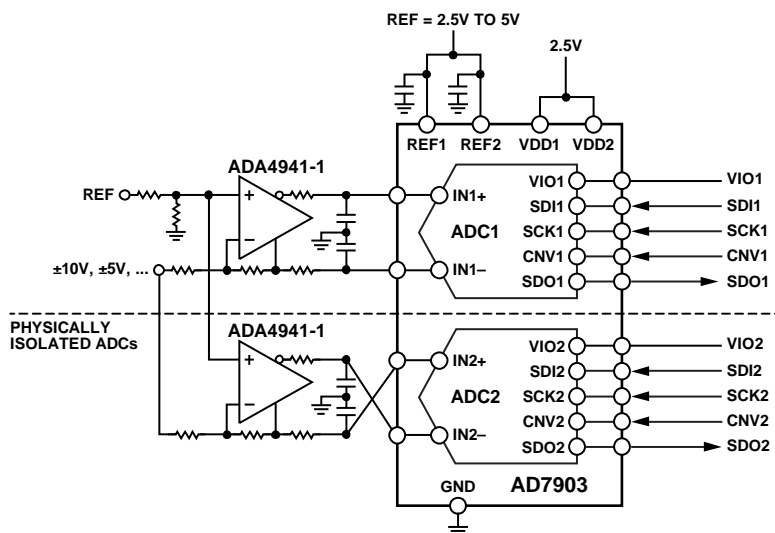 REF = 2.5V TO 5V
2.5V
REF1
REF2
VDD1
VDD2
ADA4941-1
REF
+
–
IN1+
IN1–
ADC1
VIO1
SDI1
SCK1
CNV1
SDO1
VIO1
SDI1
SCK1
CNV1
SDO1
±10V, ±5V, ...
PHYSICALLY
ISOLATED ADCs
ADA4941-1
+
–
IN2+
IN2–
ADC2
VIO2
SDI2
SCK2
CNV2
SDO2
VIO2
SDI2
SCK2
CNV2
SDO2
GND
AD7903